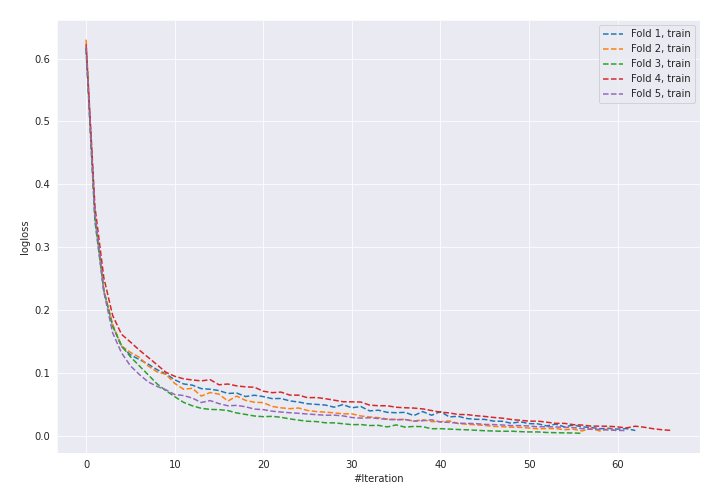 Fold 1, train
Fold 2, train
Fold 3, train
Fold 4, train
Fold 5, train
0.6
0.5
0.4
0.3
0.2
0.1
0.0
logloss
0 10 20 30 40 50 60
#Iteration